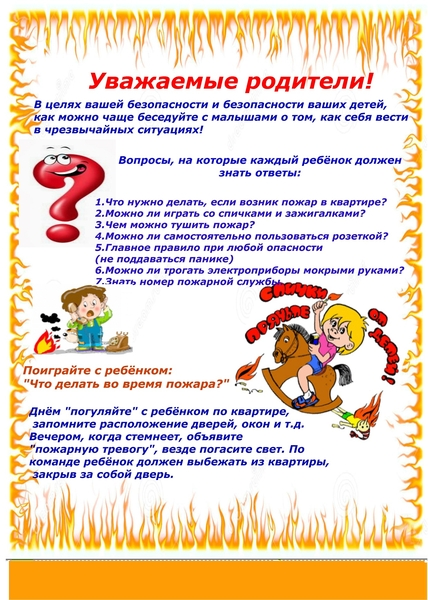 Уважаемые родители!
В целях вашей безопасности и безопасности ваших детей,
как можно чаще беседуйте с малышами о том, как себя вести
в чрезвычайных ситуациях!
Вопросы, на которые каждый ребёнок должен
знать ответы:
1.Что нужно делать, если возник пожар в квартире?
2.Можно ли играть со спичками и зажигалками?
3.Чем можно тушить пожар?
4.Можно ли самостоятельно пользоваться розеткой?
5.Главное правило при любой опасности
(не поддаваться панике)
6.Можно ли трогать электроприборы мокрыми руками?
7.Знать номер пожарной службы
СПИЧКИ
ПРЯЧЬТЕ
ОТ ДЕТЕЙ!
Поиграйте с ребёнком:
"Что делать во время пожара?"
Днём "погуляйте" с ребёнком по квартире,
запомните расположение дверей, окон и т.д.
Вечером, когда стемнеет, объявите
"пожарную тревогу", везде погасите свет. По
команде ребёнок должен выбежать из квартиры,
закрыв за собой дверь.